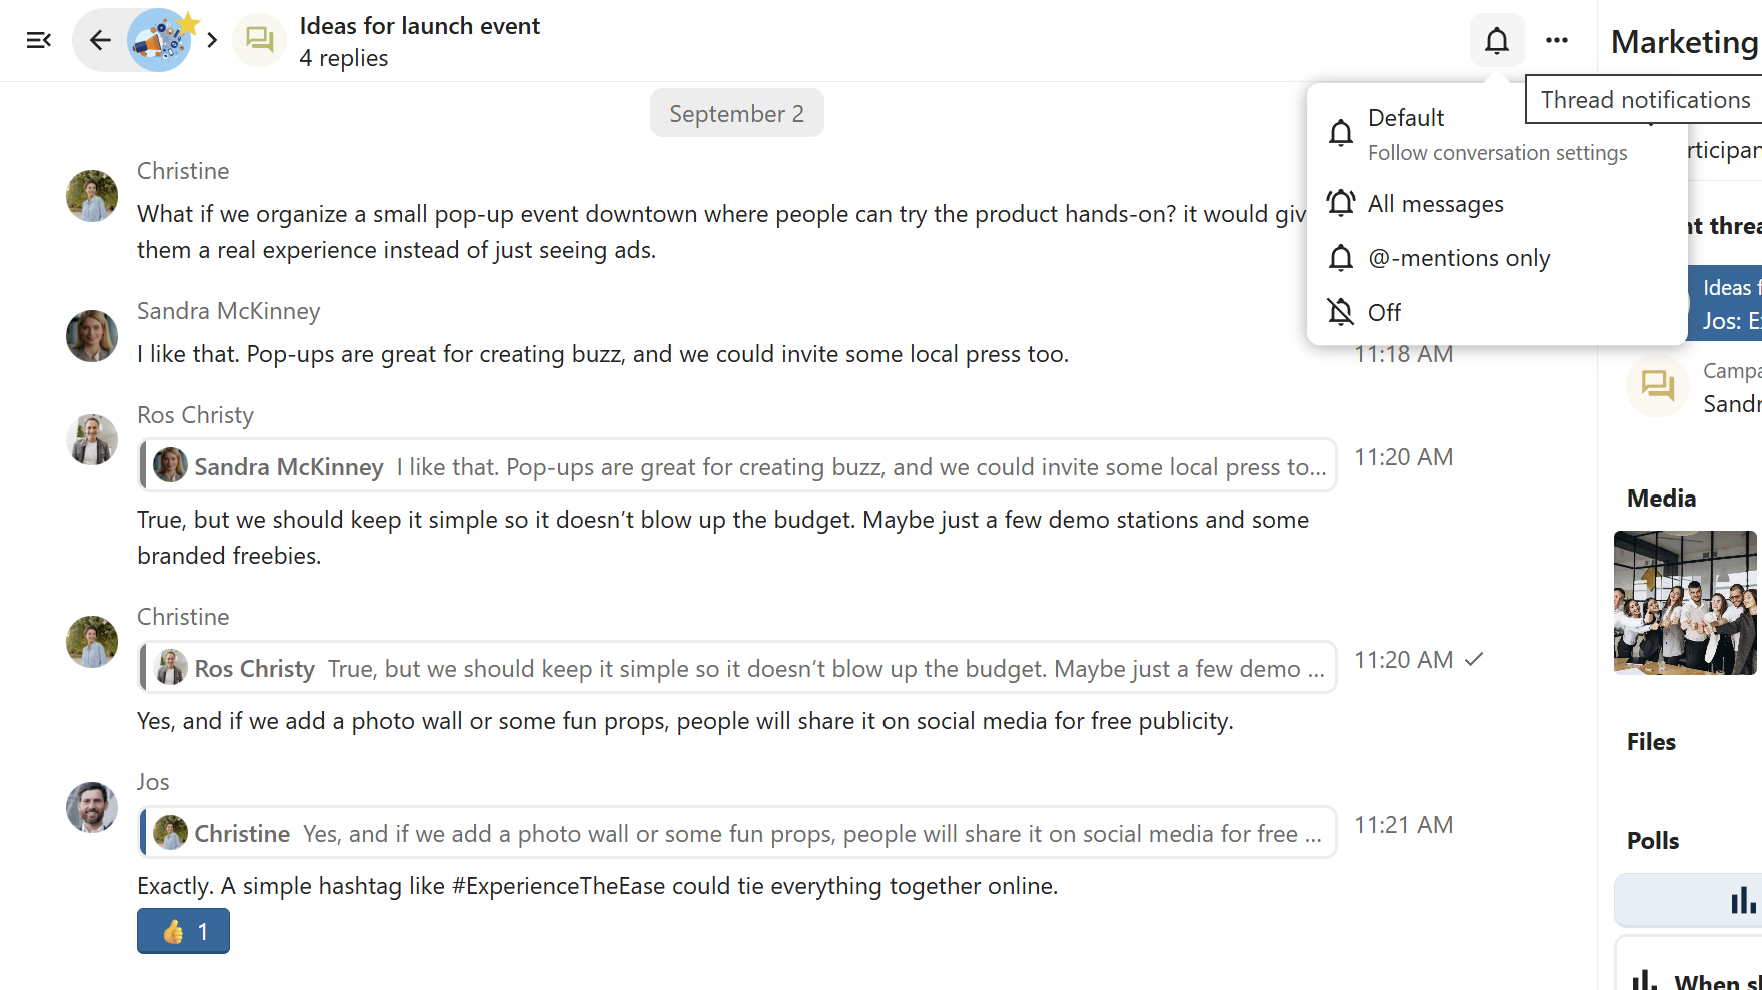 Ideas for launch event
4 replies
Marketing
Thread notifications
Default
Follow conversation settings
All messages
@-mentions only
Off
September 2
Christine
What if we organize a small pop-up event downtown where people can try the product hands-on? it would giv
them a real experience instead of just seeing ads.
Sandra McKinney
I like that. Pop-ups are great for creating buzz, and we could invite some local press too.
11:18 AM
Ros Christy
Sandra McKinney I like that. Pop-ups are great for creating buzz, and we could invite some local press to...
11:20 AM
True, but we should keep it simple so it doesn’t blow up the budget. Maybe just a few demo stations and some
branded freebies.
Christine
Ros Christy True, but we should keep it simple so it doesn’t blow up the budget. Maybe just a few demo ...
11:20 AM
Yes, and if we add a photo wall or some fun props, people will share it on social media for free publicity.
Jos
Christine Yes, and if we add a photo wall or some fun props, people will share it on social media for free ...
11:21 AM
Exactly. A simple hashtag like #ExperienceTheEase could tie everything together online.
👍 1
rticipan
nt threa
Ideas f
Jos: E
Campa
Sandr
Media
Files
Polls
When s